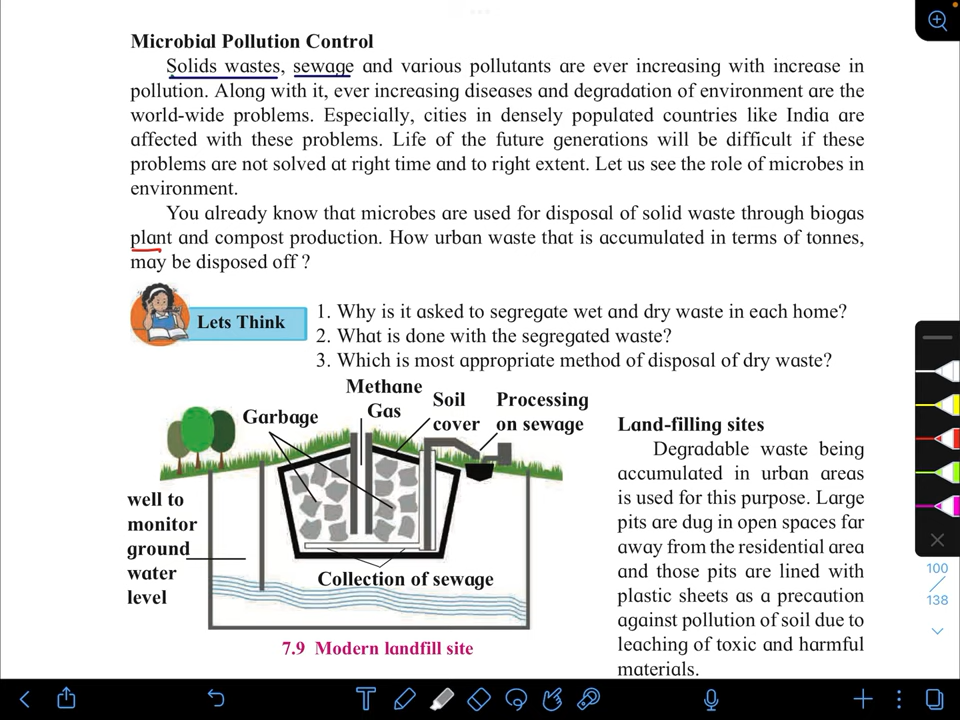 Microbial Pollution Control
Solids wastes, sewage and various pollutants are ever increasing with increase in
pollution. Along with it, ever increasing diseases and degradation of environment are the
world-wide problems. Especially, cities in densely populated countries like India are
affected with these problems. Life of the future generations will be difficult if these
problems are not solved at right time and to right extent. Let us see the role of microbes in
environment.
You already know that microbes are used for disposal of solid waste through biogas
plant and compost production. How urban waste that is accumulated in terms of tonnes,
may be disposed off ?
Lets Think
1. Why is it asked to segregate wet and dry waste in each home?
2. What is done with the segregated waste?
3. Which is most appropriate method of disposal of dry waste?
Garbage
Methane
Gas
Soil
cover
Processing
on sewage
well to
monitor
ground
water
level
Collection of sewage
7.9 Modern landfill site
Land-filling sites
Degradable waste being
accumulated in urban areas
is used for this purpose. Large
pits are dug in open spaces far
away from the residential area
and those pits are lined with
plastic sheets as a precaution
against pollution of soil due to
leaching of toxic and harmful
materials.
100
138
T